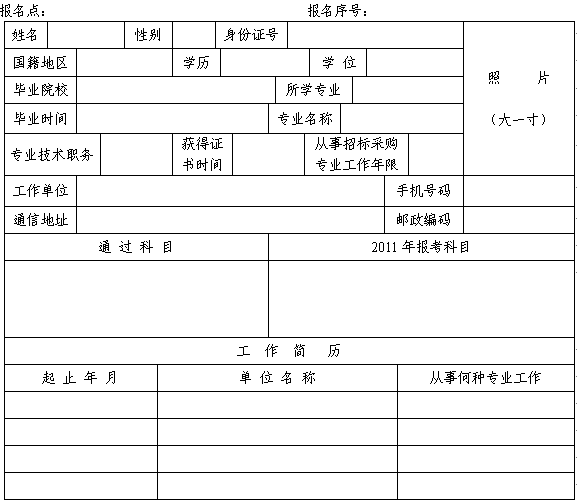 报名点： 报名序号：
姓名 性别 身份证号
国籍地区 学历 学 位
照 片
毕业院校 所学专业
毕业时间 专业名称
（大一寸）
专业技术职务 获得证 从事招标采购
书时间 专业工作年限
工作单位 手机号码
通信地址 邮政编码
通 过 科 目 2011 年报考科目
工 作 简 历
起 止 年 月 单 位 名 称 从事何种专业工作